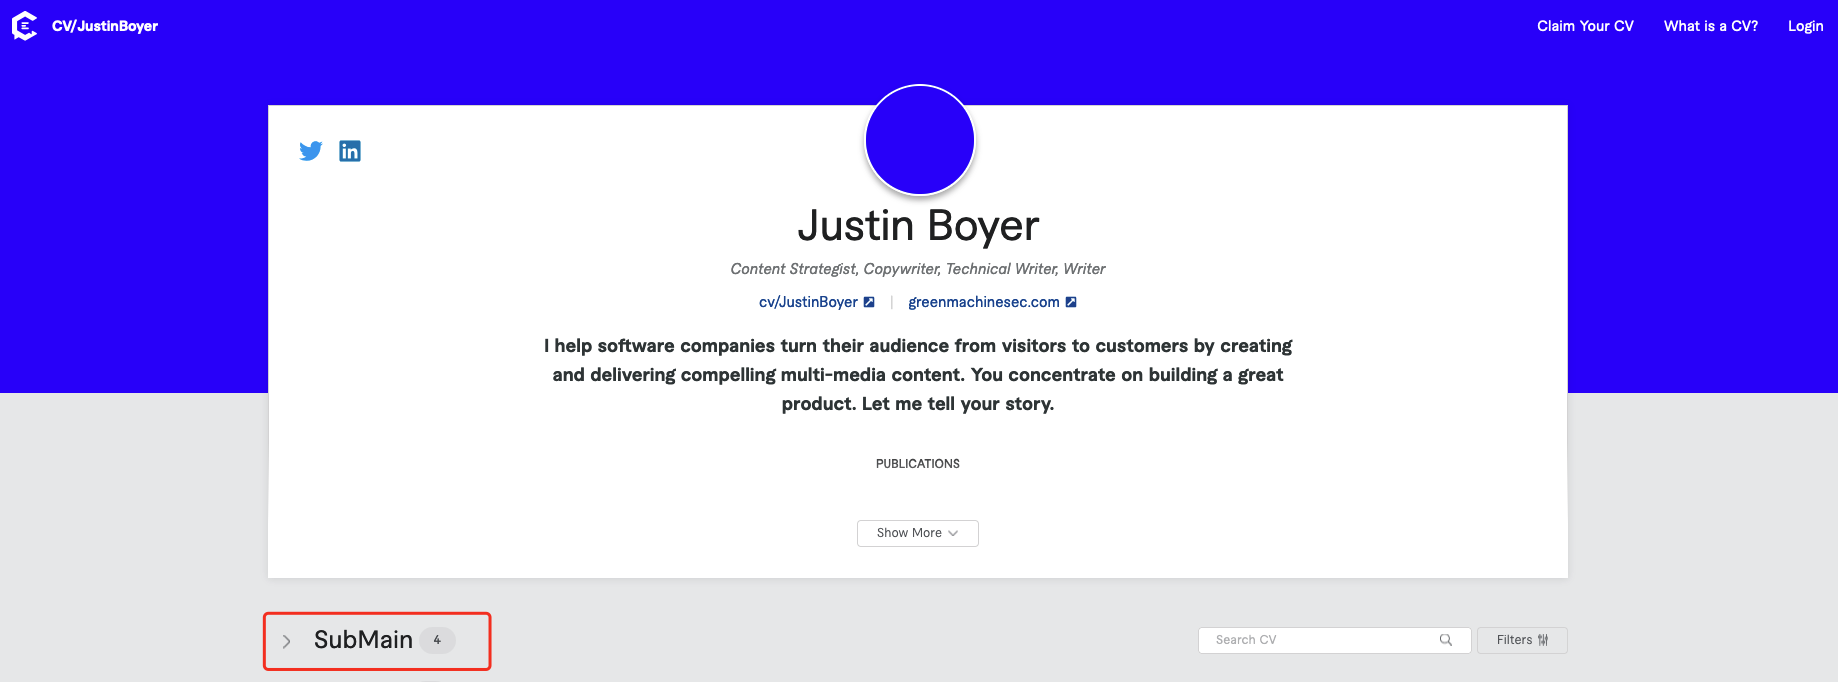 CV/JustinBoyer
Claim Your CV
What is a CV?
Login
in
Justin Boyer
Content Strategist, Copywriter, Technical Writer, Writer
cv/JustinBoyer | greenmachinesec.com
I help software companies turn their audience from visitors to customers by creating
and delivering compelling multi-media content. You concentrate on building a great
product. Let me tell your story.
PUBLICATIONS
Show More
SubMain 4
Search CV
Filters